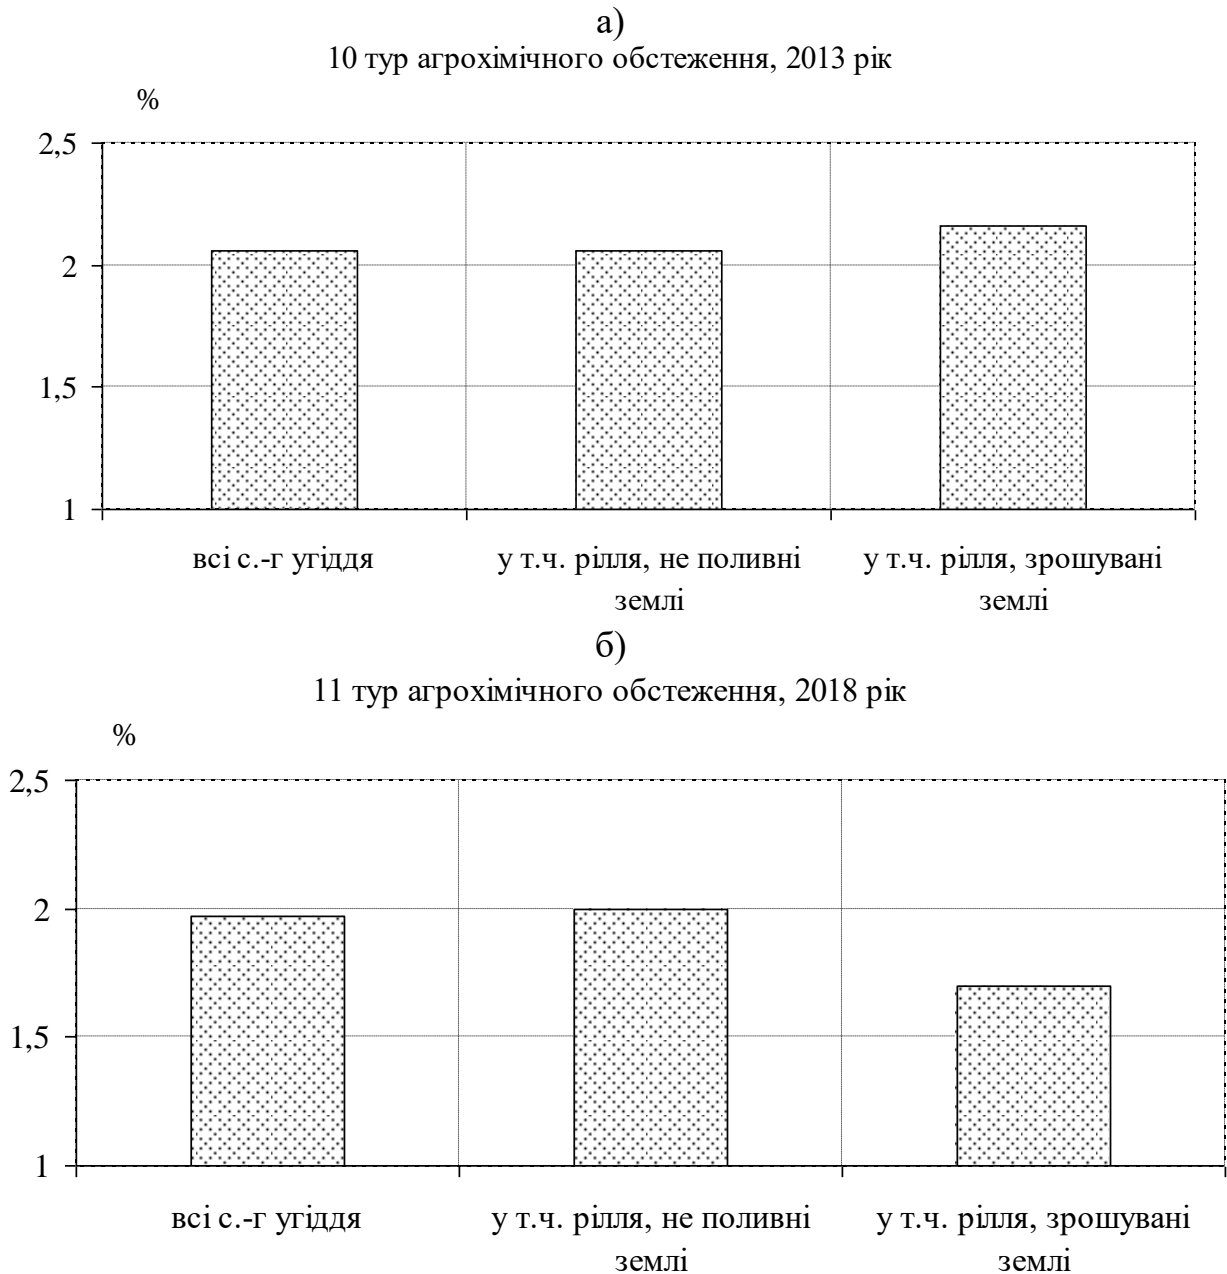 а)
10 тур агрохімічного обстеження, 2013 рік
%
2,5
2
1,5
1
всі с.-г угіддя
у т.ч. рілля, не поливні
землі
у т.ч. рілля, зрошувані
землі
б)
11 тур агрохімічного обстеження, 2018 рік
%
2,5
2
1,5
1
всі с.-г угіддя
у т.ч. рілля, не поливні
землі
у т.ч. рілля, зрошувані
землі